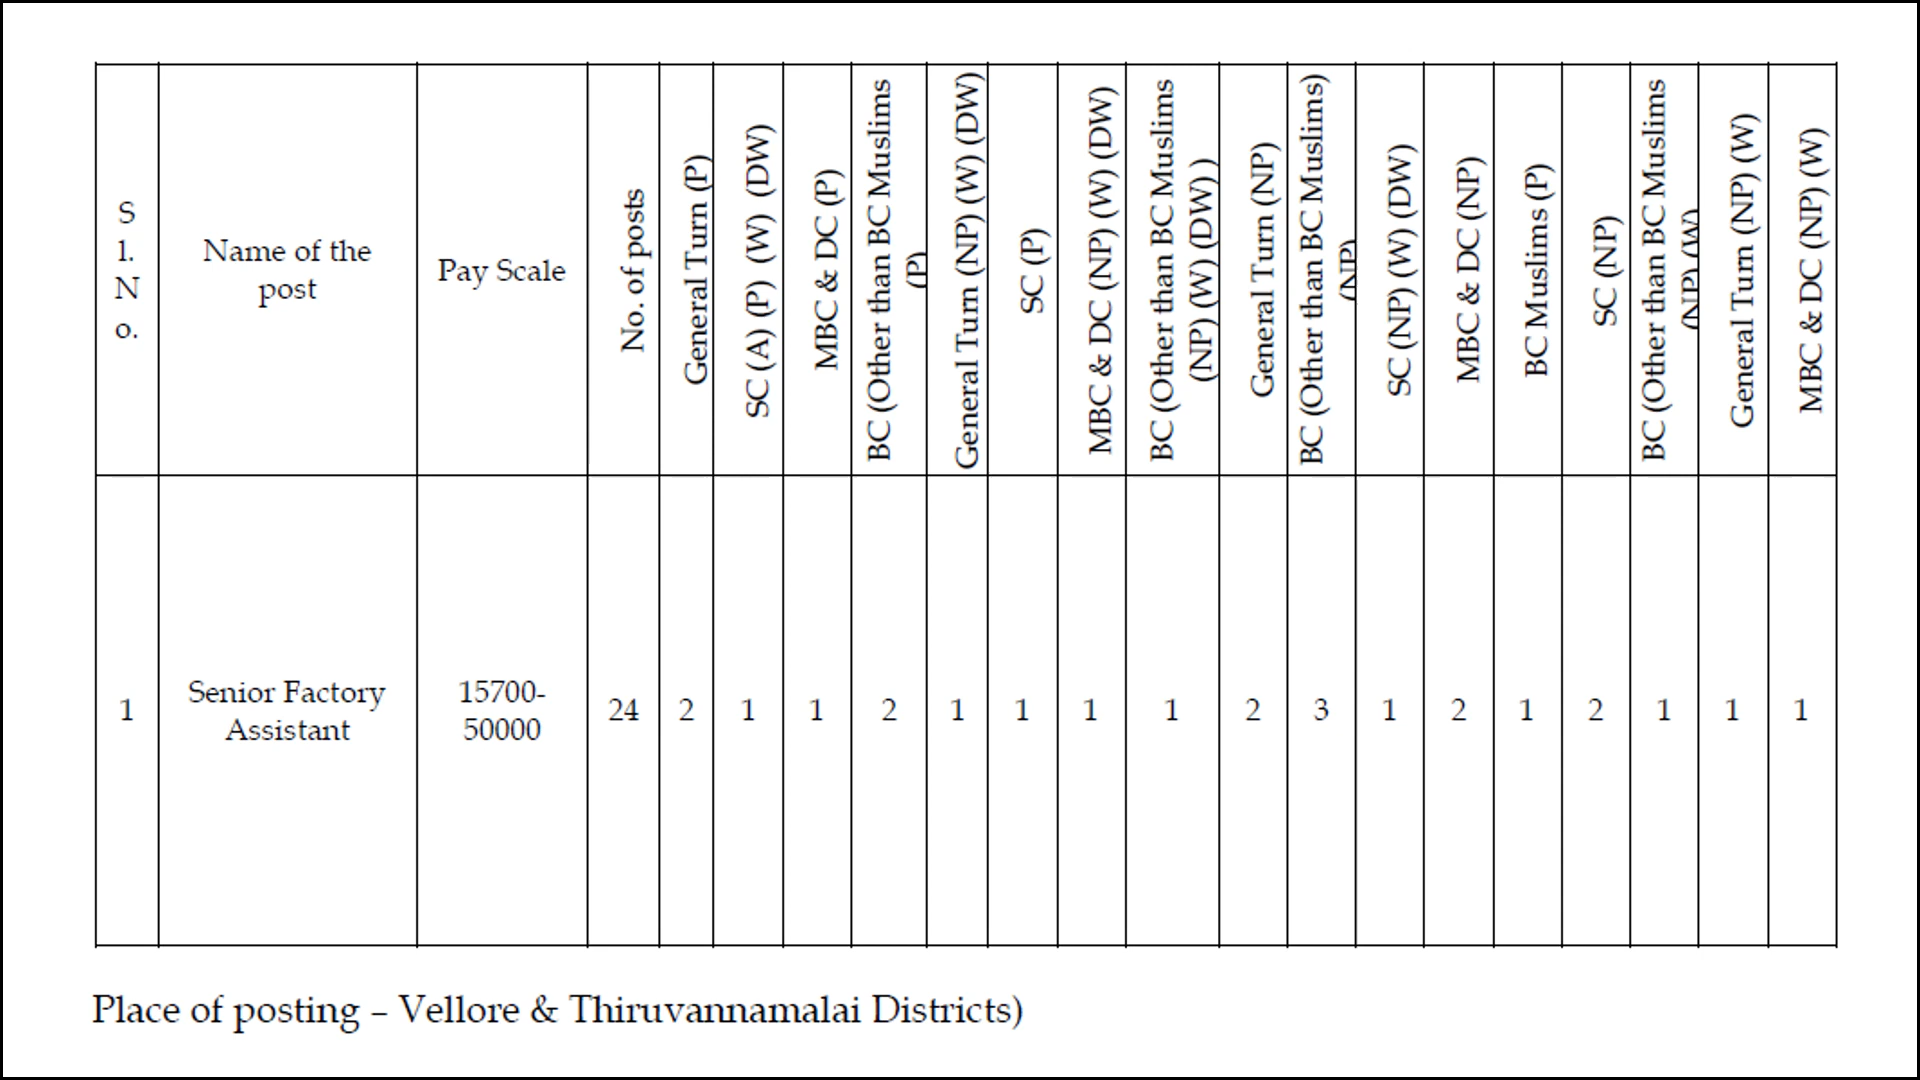 S
l.
N
o.
Name of the
post
Pay Scale
No. of posts
General Turn (P)
SC (A) (P) (W) (DW)
MBC & DC (P)
BC (Other than BC Muslims
(P)
General Turn (NP) (W) (DW)
SC (P)
MBC & DC (NP) (W) (DW)
BC (Other than BC Muslims
(NP) (W) (DW) )
General Turn (NP)
BC (Other than BC Muslims)
(NP)
SC (NP) (W) (DW)
MBC & DC (NP)
BC Muslims (P)
SC (NP)
BC (Other than BC Muslims
(NP) (W)
General Turn (NP) (W)
MBC & DC (NP) (W)
1
Senior Factory
Assistant
15700-
50000
24
2
1
1
2
1
1
1
1
2
3
1
2
1
2
1
1
1
Place of posting – Vellore & Thiruvannamalai Districts)